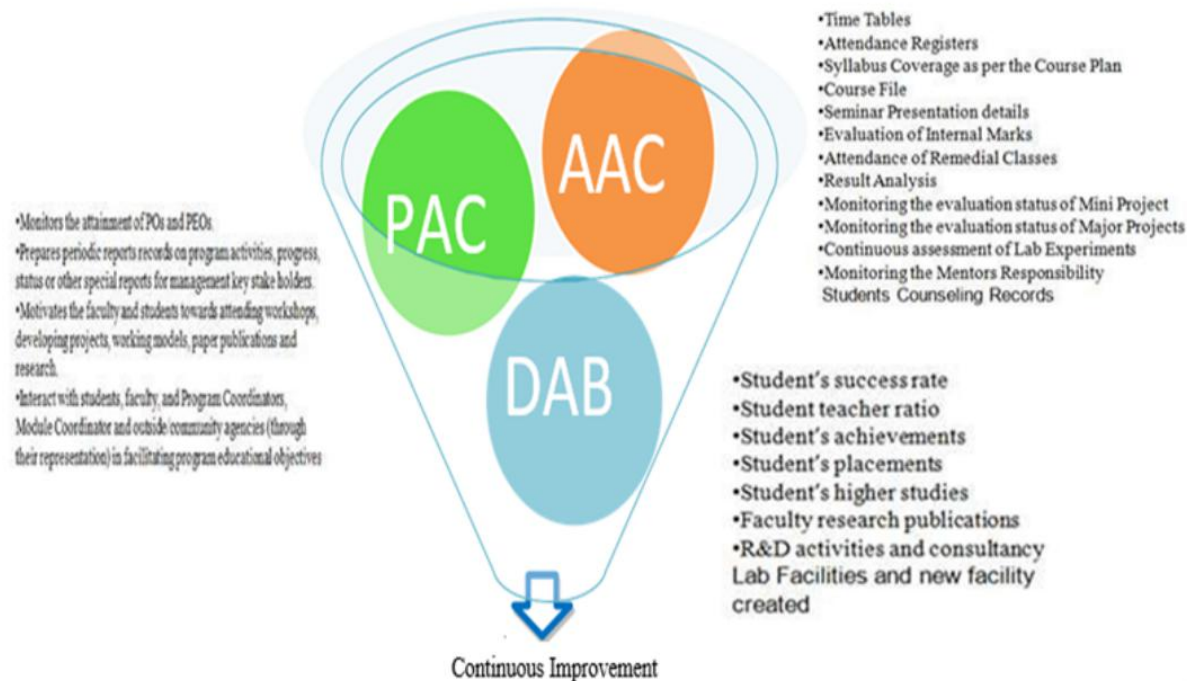 •Time Tables
•Attendance Registers
•Syllabus Coverage as per the Course Plan
•Course File
•Seminar Presentation details
•Evaluation of Internal Marks
•Attendance of Remedial Classes
•Result Analysis
•Monitoring the evaluation status of Mini Project
•Monitoring the evaluation status of Major Projects
•Continuous assessment of Lab Experiments
•Monitoring the Mentors Responsibility
Students Counseling Records
AAC
PAC
•Monitors the attainment of POs and PEOs.
•Prepares periodic reports records on program activities, progress,
status or other special reports for management key stake holders.
•Motivates the faculty and students towards attending workshops,
developing projects, working models, paper publications and
research.
•Interact with students, faculty, and Program Coordinators,
Module Coordinator and outside/community agencies (through
their representation) in facilitating program educational objectives
DAB
•Student's success rate
•Student teacher ratio
•Student's achievements
•Student's placements
•Student's higher studies
•Faculty research publications
•R&D activities and consultancy
Lab Facilities and new facility
created
Continuous Improvement